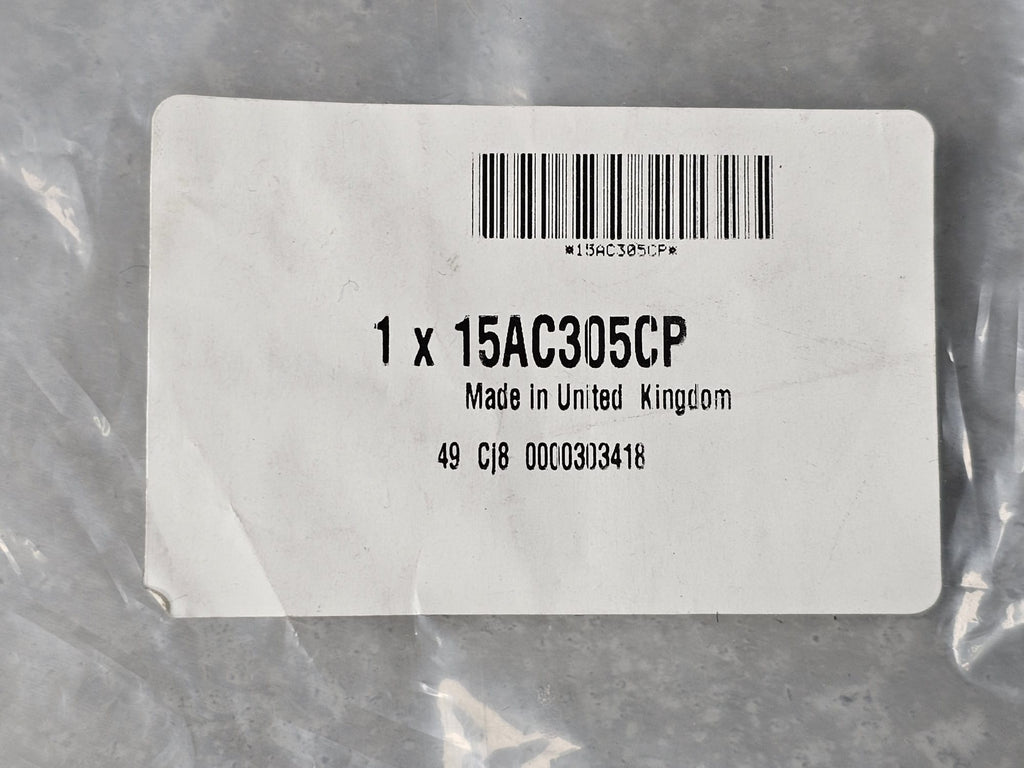 *15AC305CP*
1 x 15AC305CP
Made in United Kingdom
49 Cj8 0000303418